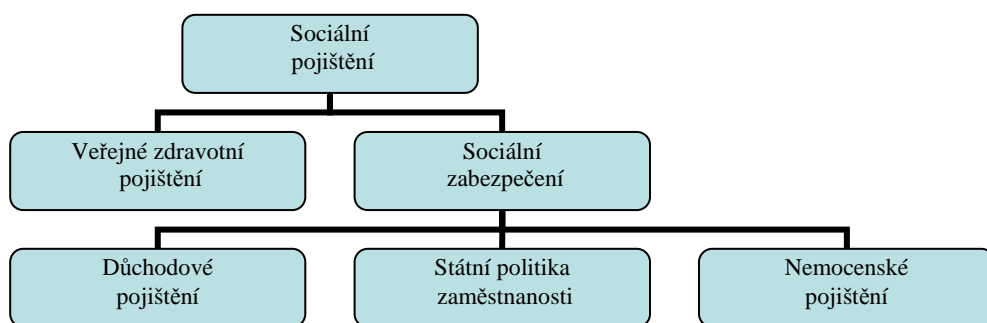 Sociální
pojištění
Veřejné zdravotní
pojištění
Sociální
zabezpečení
Důchodové
pojištění
Státní politika
zaměstnanosti
Nemocenské
pojištění